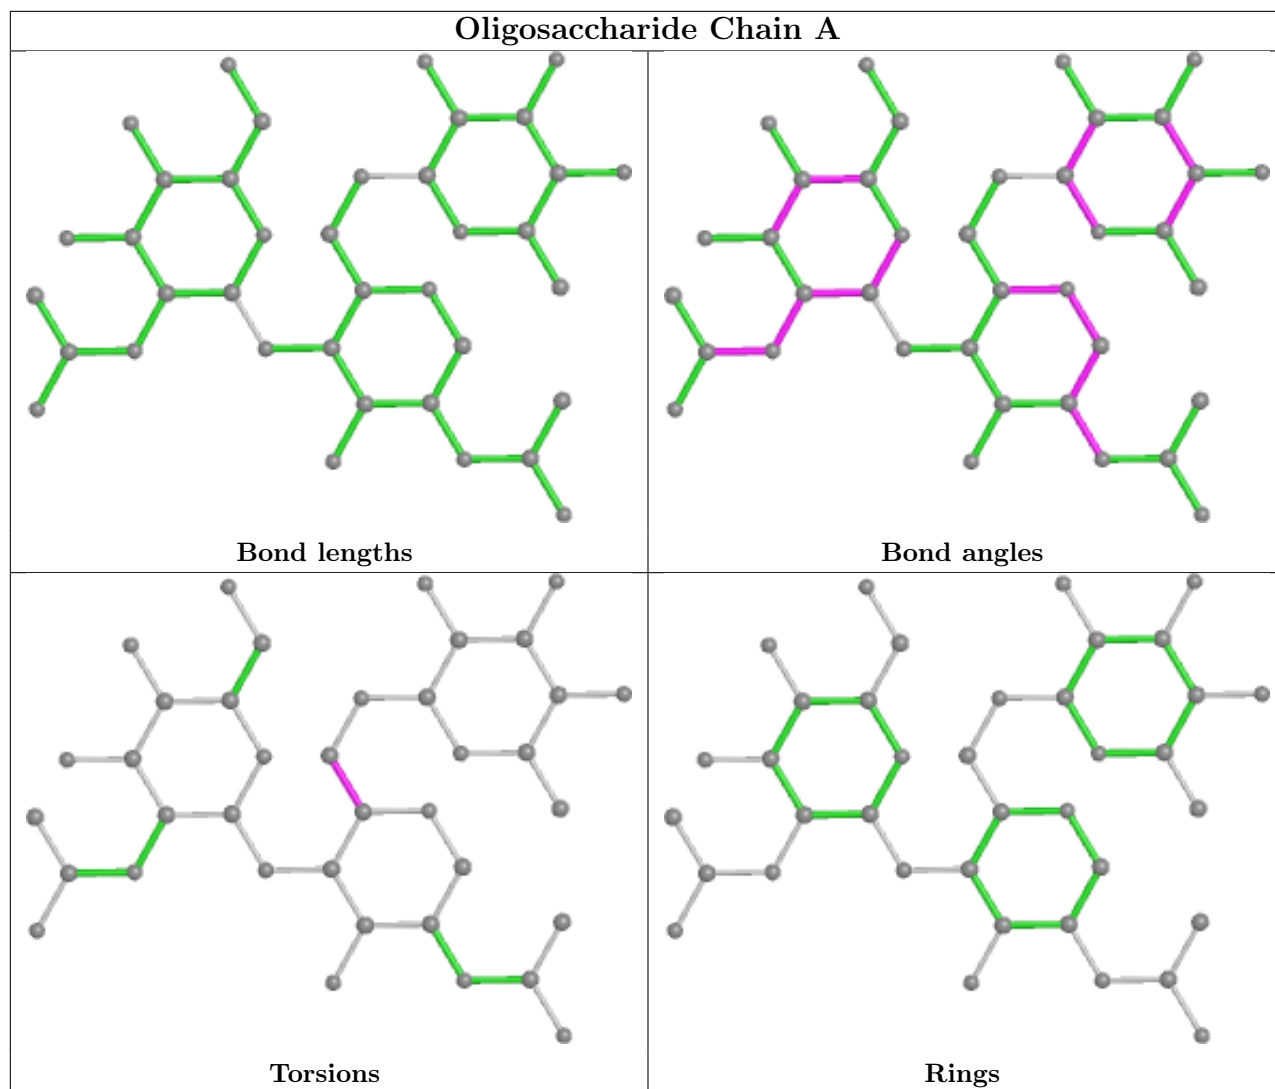 Oligosaccharide Chain A
Bond lengths
Bond angles
Torsions
Rings